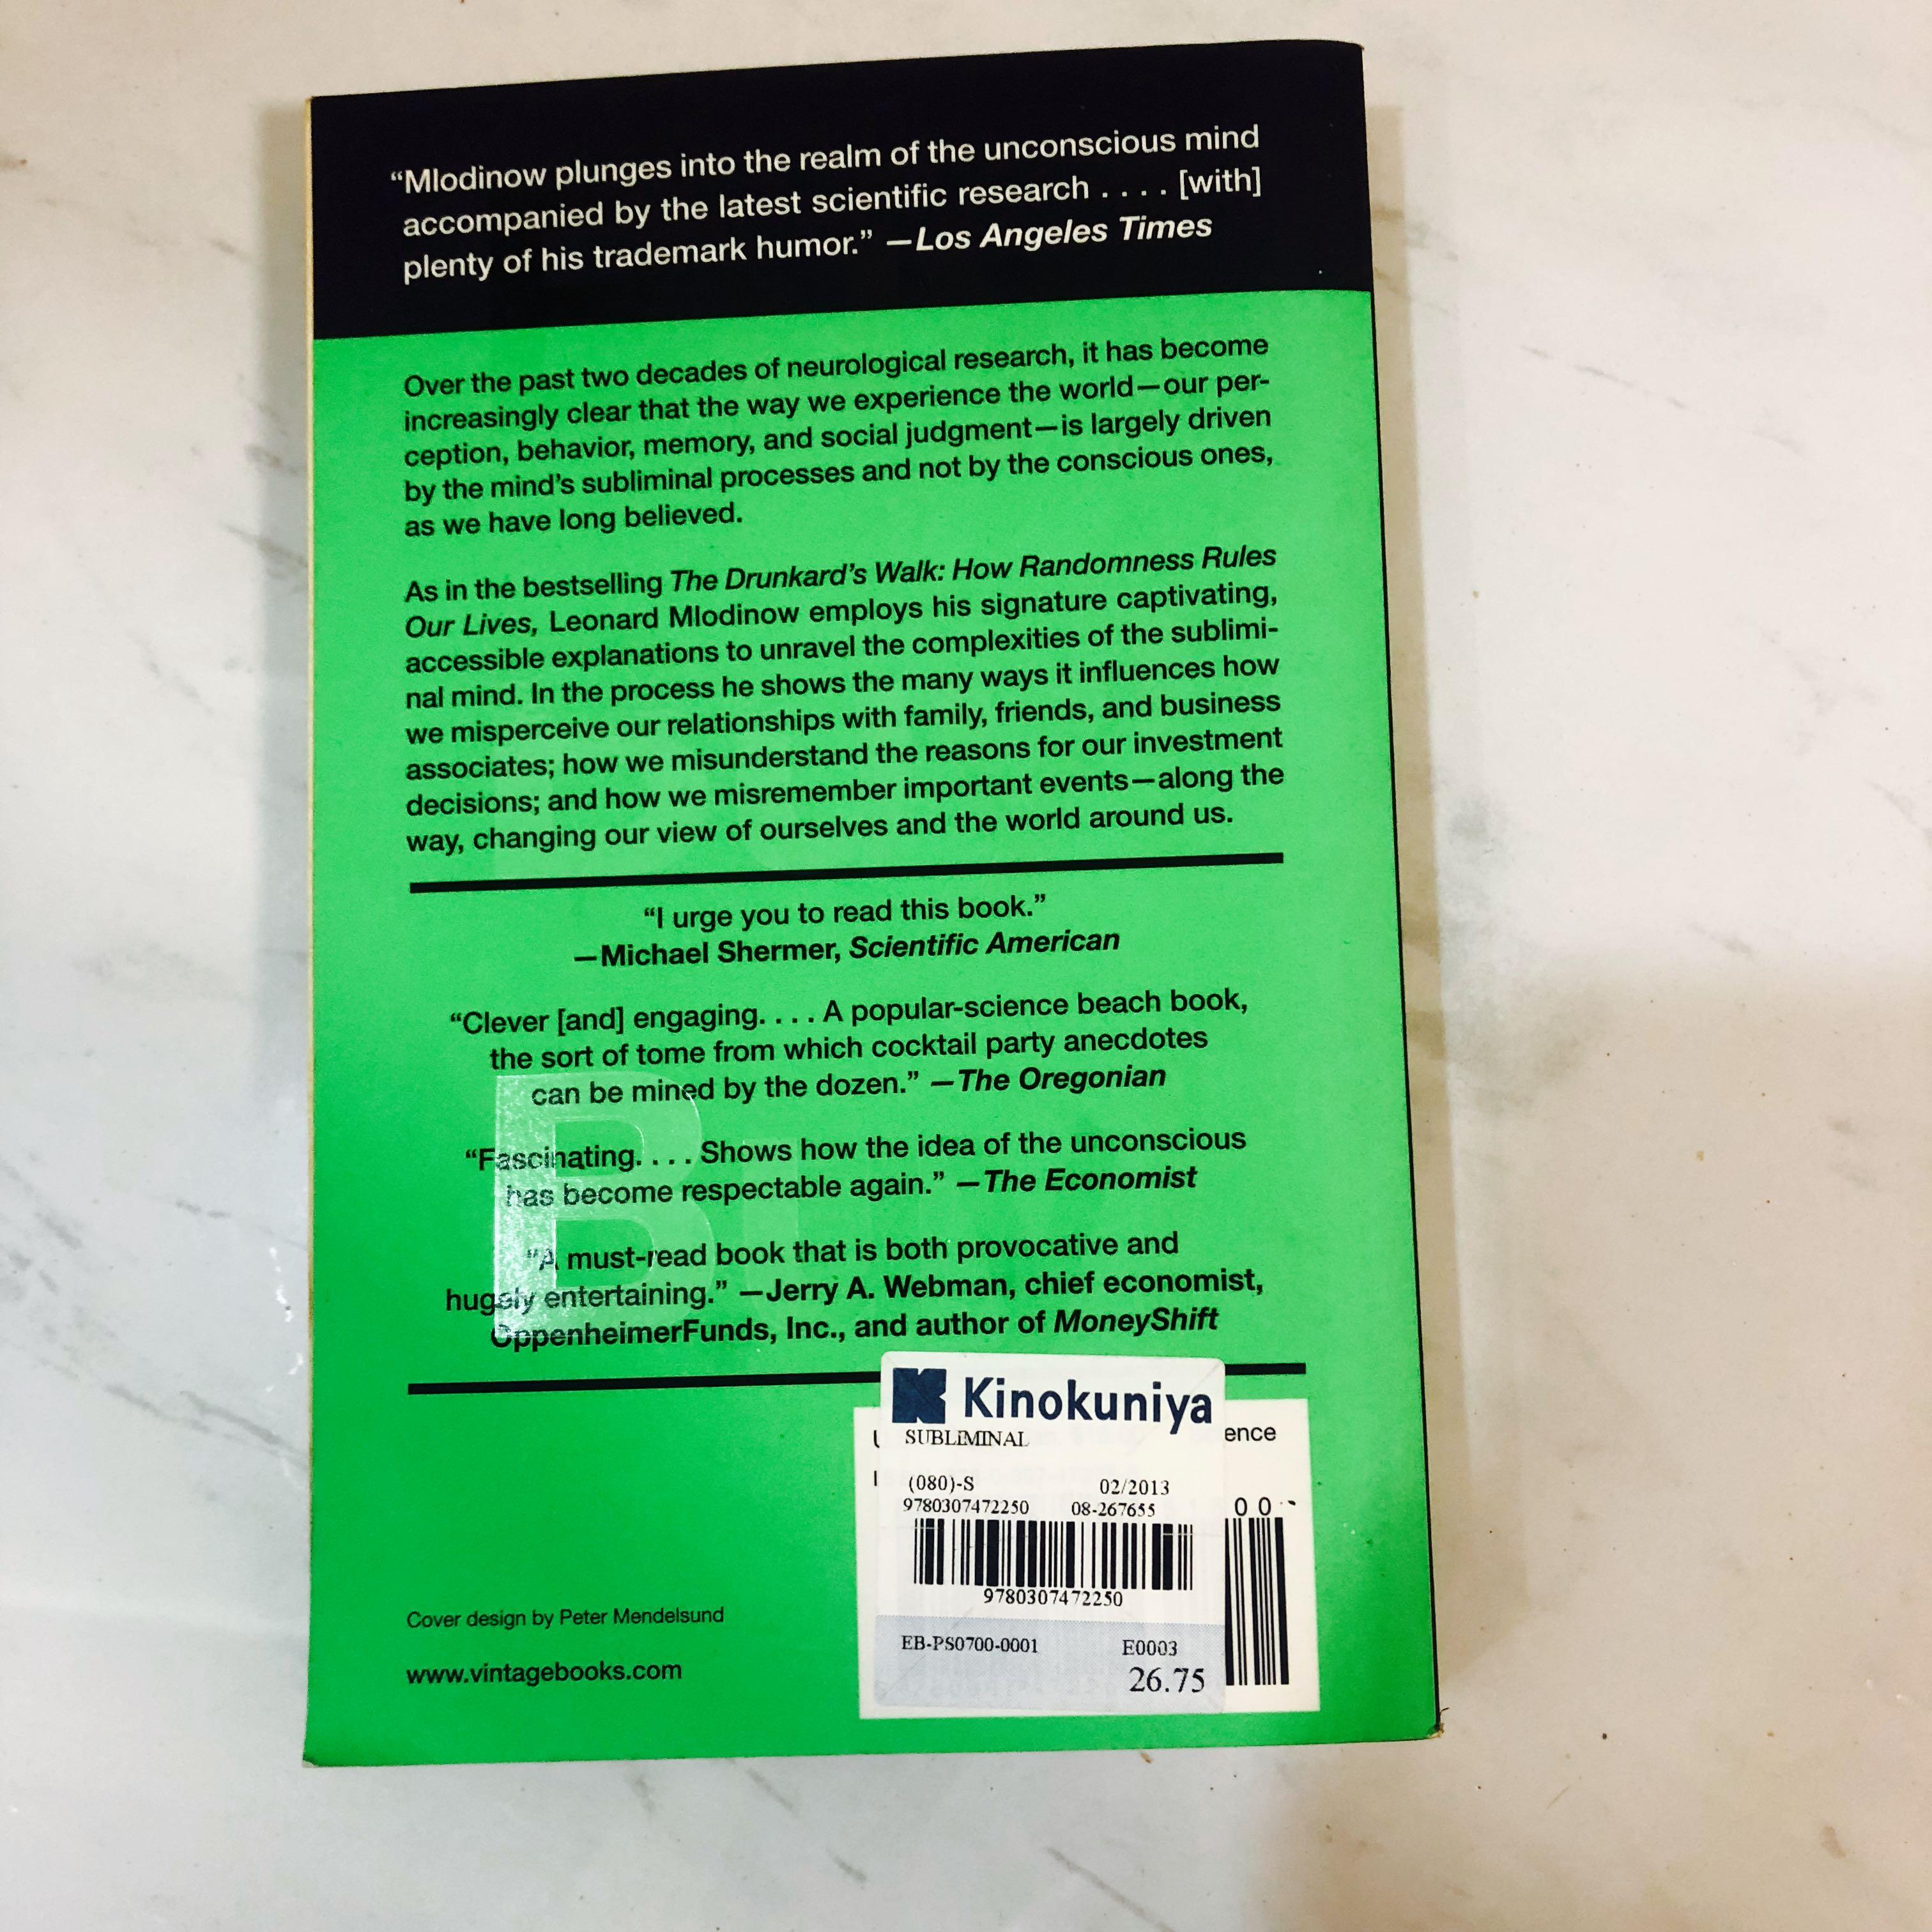 “Mlodinow plunges into the realm of the unconscious mind
accompanied by the latest scientific research . . . . [with]
plenty of his trademark humor.” —Los Angeles Times
Over the past two decades of neurological research, it has become
increasingly clear that the way we experience the world—our per-
ception, behavior, memory, and social judgment—is largely driven
by the mind’s subliminal processes and not by the conscious ones,
as we have long believed.
As in the bestselling The Drunkard’s Walk: How Randomness Rules
Our Lives, Leonard Mlodinow employs his signature captivating,
accessible explanations to unravel the complexities of the sublimi-
nal mind. In the process he shows the many ways it influences how
we misperceive our relationships with family, friends, and business
associates; how we misunderstand the reasons for our investment
decisions; and how we misremember important events—along the
way, changing our view of ourselves and the world around us.
“I urge you to read this book.”
—Michael Shermer, Scientific American
“Clever [and] engaging. . . . A popular-science beach book,
the sort of tome from which cocktail party anecdotes
can be mined by the dozen.” —The Oregonian
“Fascinating. . . . Shows how the idea of the unconscious
has become respectable again.” —The Economist
“A must-read book that is both provocative and
hugely entertaining.” —Jerry A. Webman, chief economist,
OppenheimerFunds, Inc., and author of MoneyShift
B
Kinokuniya
SUBLIMINAL
ence
(080)-S 02/2013
9780307472250 08-267655
00
9780307472250
EB-PS0700-0001 E0003
26.75
Cover design by Peter Mendelsund
www.vintagebooks.com